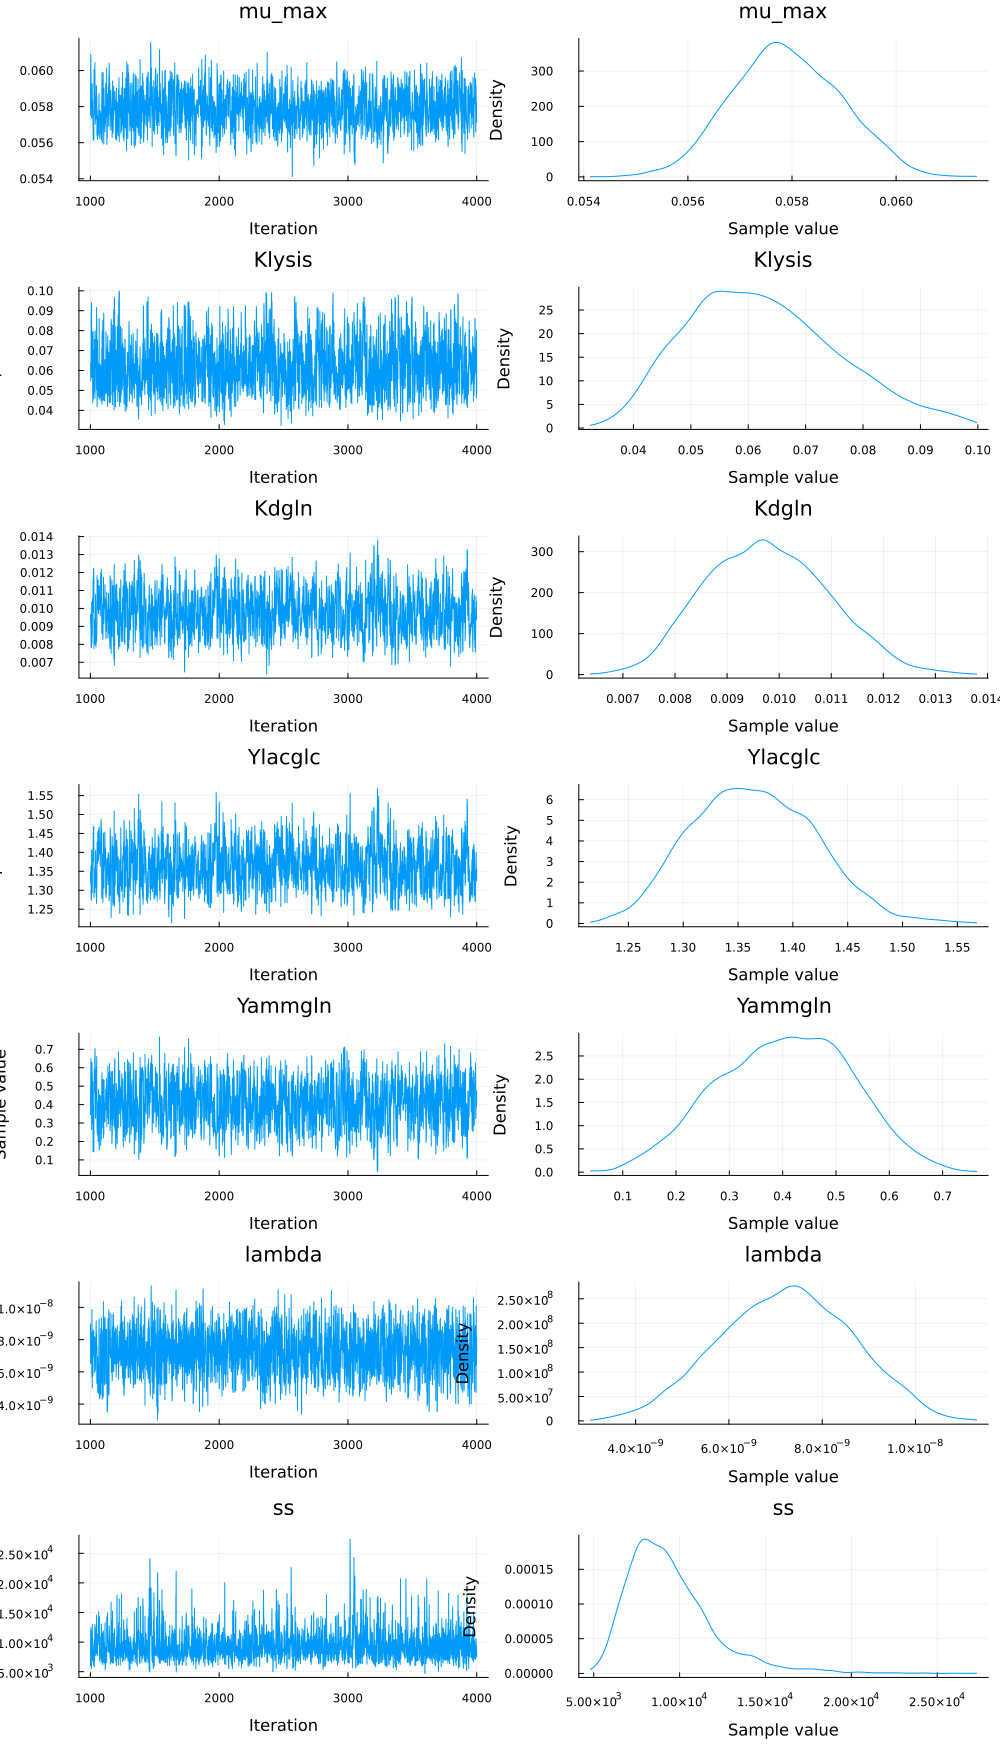 mu_max mu_max
0.060
0.058
0.056
0.054
1000 2000 3000 4000
Iteration
Density
300
200
100
0
0.054 0.056 0.058 0.060
Sample value
Klysis Klysis
0.10
0.09
0.08
0.07
0.06
0.05
0.04
1000 2000 3000 4000
Iteration
Density
25
20
15
10
5
0
0.04 0.05 0.06 0.07 0.08 0.09 0.10
Sample value
Kdgln Kdgln
0.014
0.013
0.012
0.011
0.010
0.009
0.008
0.007
1000 2000 3000 4000
Iteration
Density
300
200
100
0
0.007 0.008 0.009 0.010 0.011 0.012 0.013 0.014
Sample value
Ylacglc Ylacglc
1.55
1.50
1.45
1.40
1.35
1.30
1.25
1000 2000 3000 4000
Iteration
Density
6
5
4
3
2
1
0
1.25 1.30 1.35 1.40 1.45 1.50 1.55
Sample value
Yammgln Yammgln
Sample value
0.7
0.6
0.5
0.4
0.3
0.2
0.1
1000 2000 3000 4000
Iteration
Density
2.5
2.0
1.5
1.0
0.5
0.0
0.1 0.2 0.3 0.4 0.5 0.6 0.7
Sample value
lambda lambda
1.0×10⁻⁸
8.0×10⁻⁹
6.0×10⁻⁹
4.0×10⁻⁹
1000 2000 3000 4000
Iteration
Density
2.50×10⁸
2.00×10⁸
1.50×10⁸
1.00×10⁸
5.00×10⁷
0
4.0×10⁻⁹ 6.0×10⁻⁹ 8.0×10⁻⁹ 1.0×10⁻⁸
Sample value
ss ss
2.50×10⁴
2.00×10⁴
1.50×10⁴
1.00×10⁴
5.00×10³
1000 2000 3000 4000
Iteration
Density
0.00015
0.00010
0.00005
0.00000
5.00×10³ 1.00×10⁴ 1.50×10⁴ 2.00×10⁴ 2.50×10⁴
Sample value